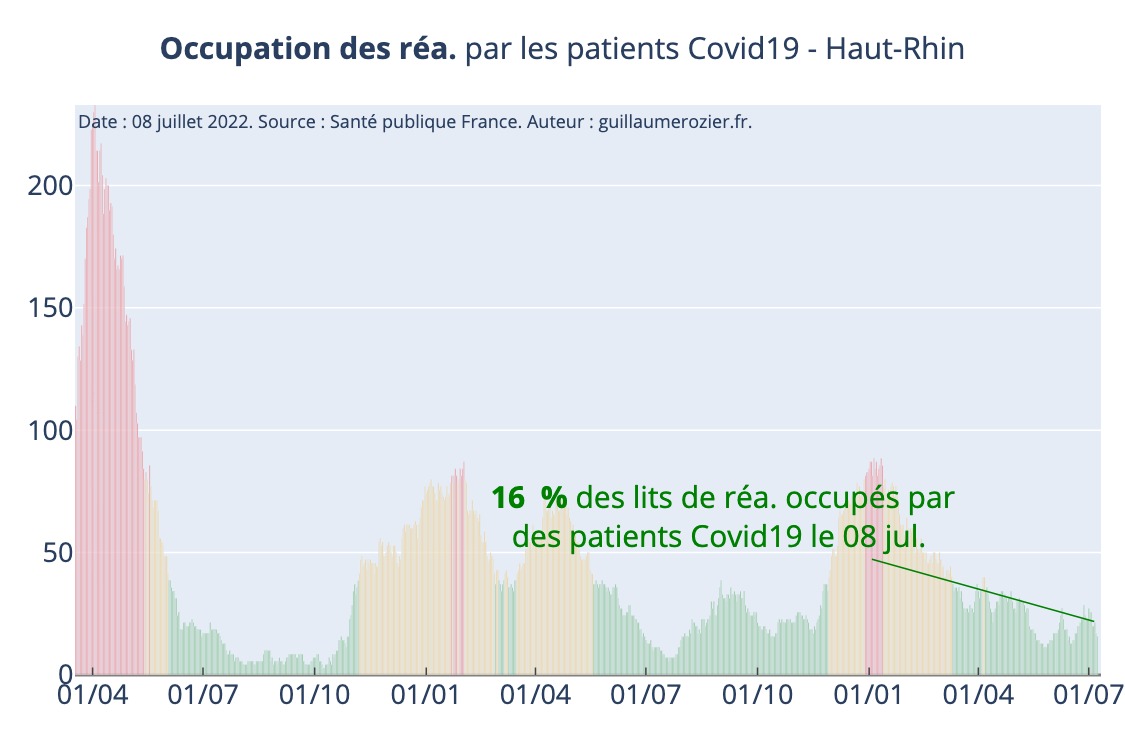 Occupation des réa. par les patients Covid19 - Haut-Rhin
Date : 08 juillet 2022. Source : Santé publique France. Auteur : guillaumerozier.fr.
200
150
100
50
0
16 % des lits de réa. occupés par
des patients Covid19 le 08 jul.
01/04 01/07 01/10 01/01 01/04 01/07 01/10 01/01 01/04 01/07